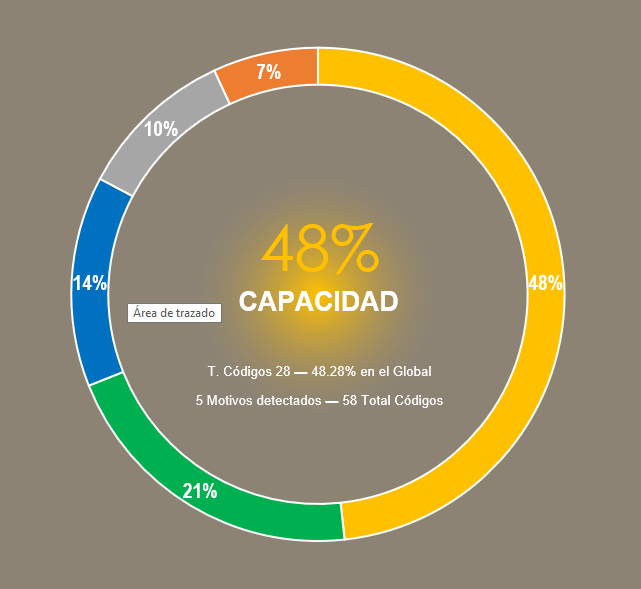 7%
10%
48%
14%
48%
CAPACIDAD
Área de trazado
T. Códigos 28 — 48.28% en el Global
5 Motivos detectados — 58 Total Códigos
21%